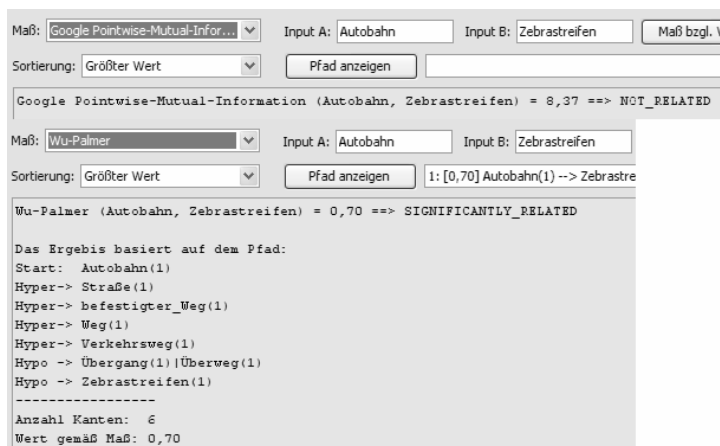 Maß: Google Pointwise-Mutual-Infor... Input A: Autobahn Input B: Zebrastreifen Maß bzgl.
Sortierung: Größter Wert Pfad anzeigen
Google Pointwise-Mutual-Information (Autobahn, Zebrastreifen) = 8,37 ==> NOT_RELATED
Maß: Wu-Palmer Input A: Autobahn Input B: Zebrastreifen
Sortierung: Größter Wert Pfad anzeigen 1: [0,70] Autobahn(1) --> Zebrastre
Wu-Palmer (Autobahn, Zebrastreifen) = 0,70 ==> SIGNIFICANTLY_RELATED
Das Ergebis basiert auf dem Pfad:
Start: Autobahn(1)
Hyper-> Straße(1)
Hyper-> befestigter_Weg(1)
Hyper-> Weg(1)
Hyper-> Verkehrsweg(1)
Hypo -> Übergang(1)|Überweg(1)
Hypo -> Zebrastreifen(1)
-----------------
Anzahl Kanten: 6
Wert gemäß Maß: 0,70